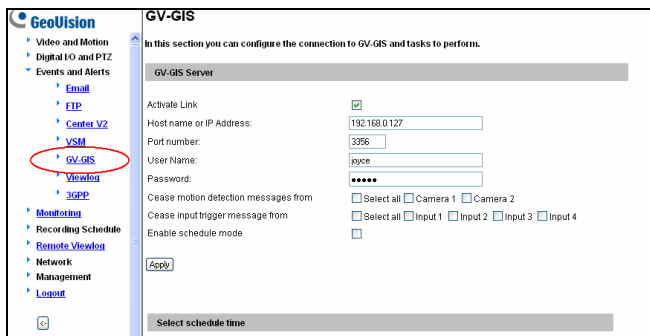 GeoVision
Video and Motion
Digital I/O and PTZ
Events and Alerts
Email
FTP
Center V2
VSM
GV-GIS
Viewlog
3GPP
Monitoring
Recording Schedule
Remote Viewlog
Network
Management
Logout
GV-GIS
In this section you can configure the connection to GV-GIS and tasks to perform.
GV-GIS Server
Activate Link
Host name or IP Address: 192.168.0.127
Port number: 3356
User Name: joyce
Password: •••••
Cease motion detection messages from Select all Camera 1 Camera 2
Cease input trigger message from Select all Input 1 Input 2 Input 3 Input 4
Enable schedule mode
Apply
Select schedule time